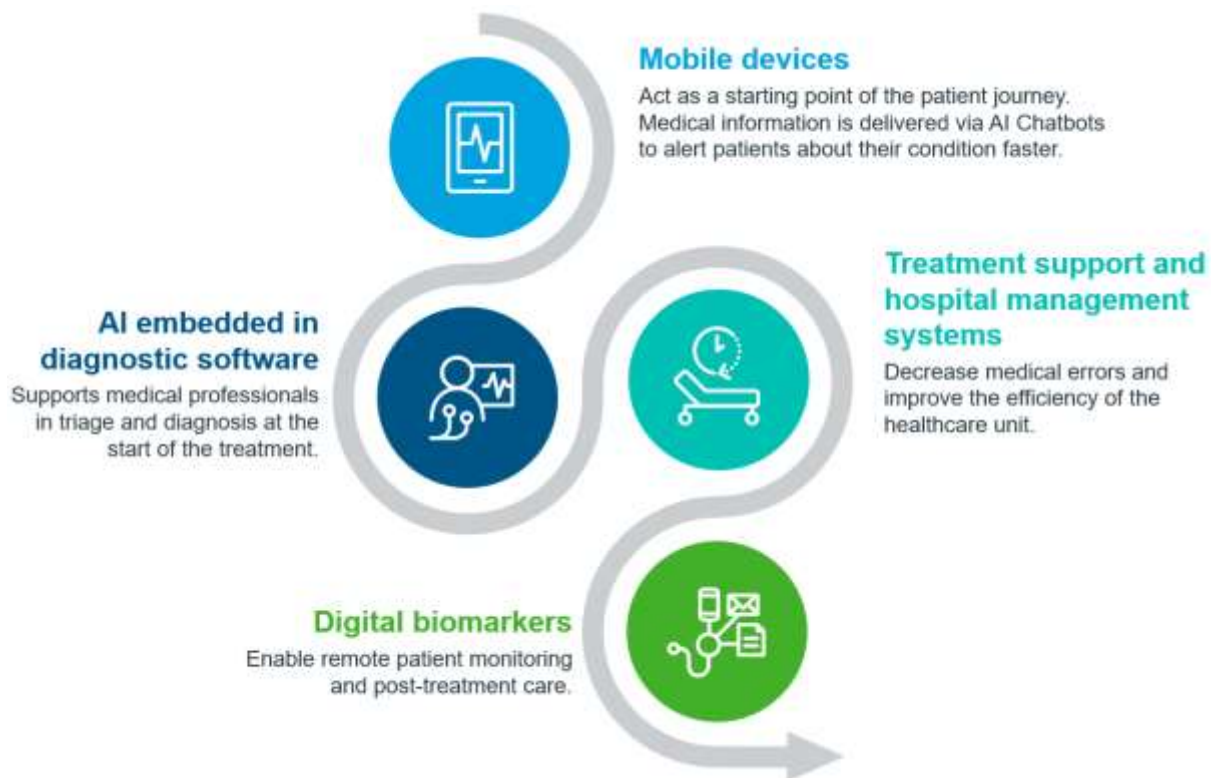 Mobile devices
Act as a starting point of the patient journey.
Medical information is delivered via AI Chatbots
to alert patients about their condition faster.
AI embedded in
diagnostic software
Supports medical professionals
in triage and diagnosis at the
start of the treatment.
Treatment support and
hospital management
systems
Decrease medical errors and
improve the efficiency of the
healthcare unit.
Digital biomarkers
Enable remote patient monitoring
and post-treatment care.